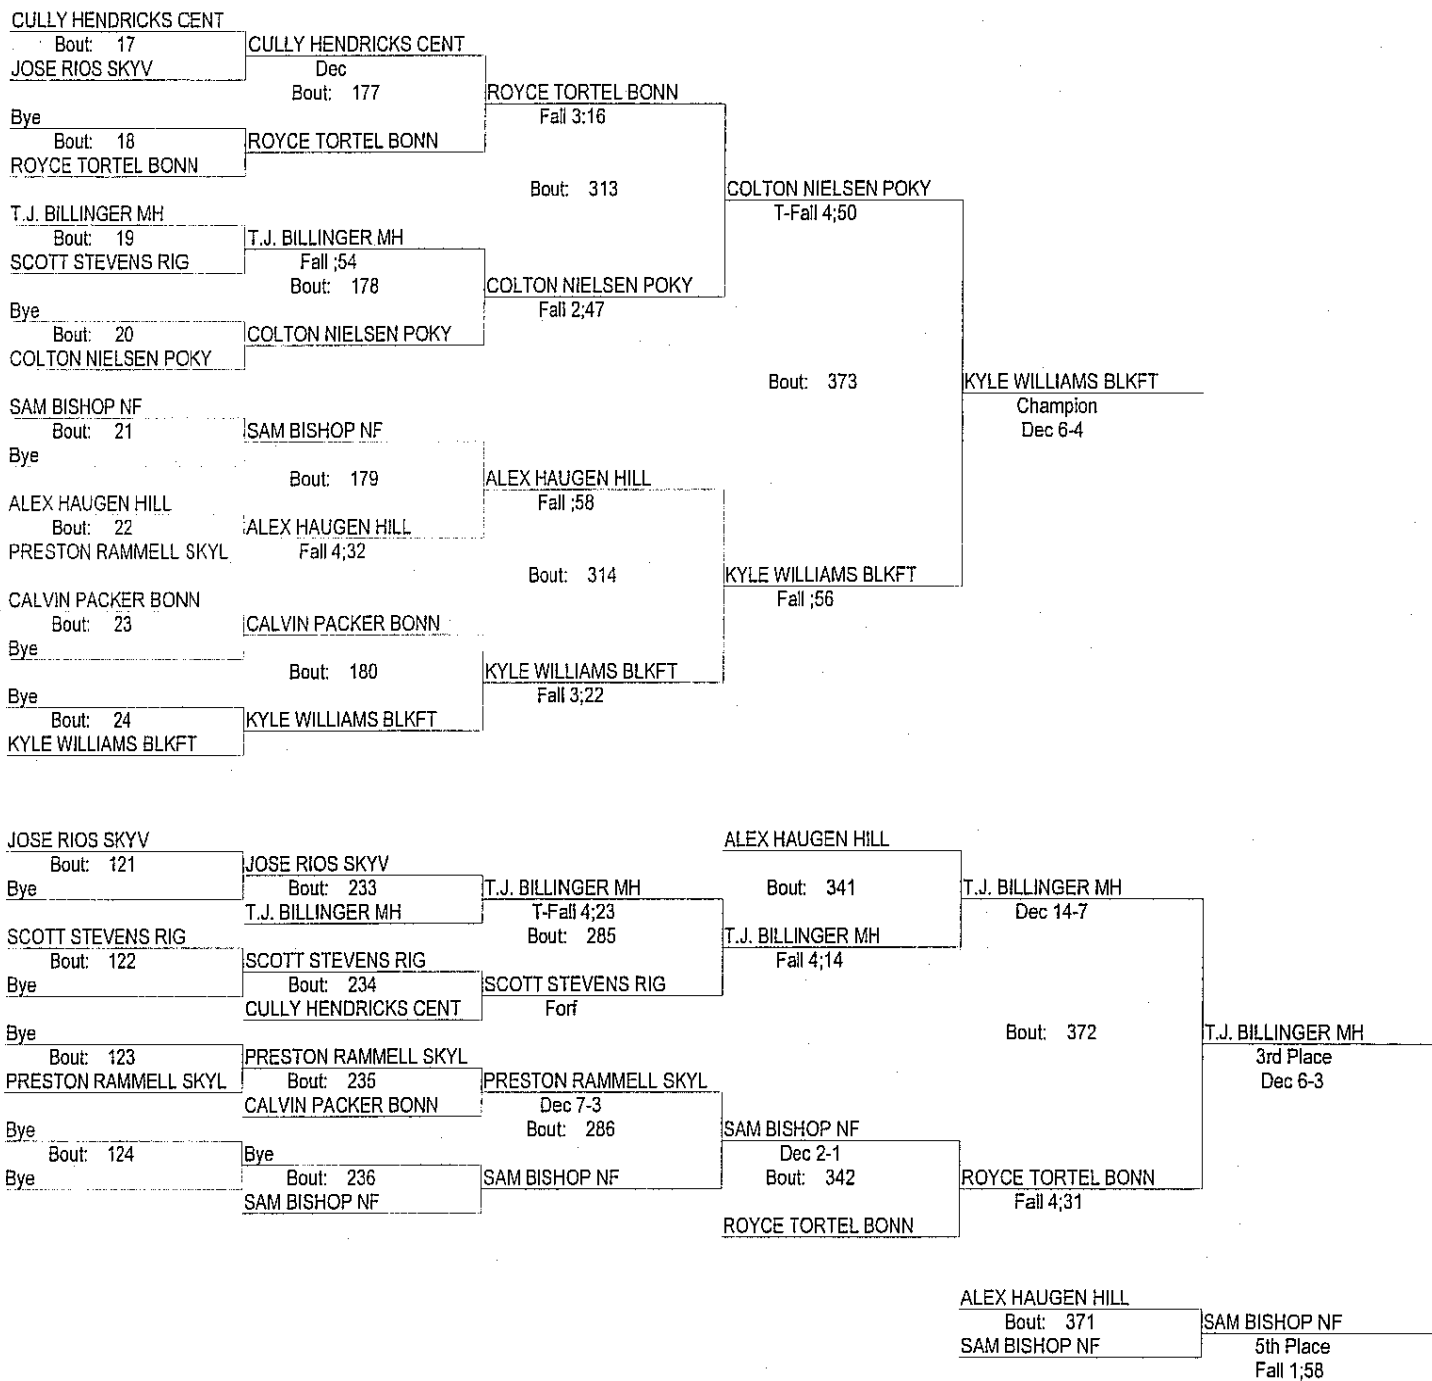 CULLY HENDRICKS CENT
Bout: 17
JOSE RIOS SKYV
CULLY HENDRICKS CENT
Dec
Bout: 177
Bye
Bout: 18
ROYCE TORTEL BONN
ROYCE TORTEL BONN
ROYCE TORTEL BONN
Fall 3:16
Bout: 313
T.J. BILLINGER MH
Bout: 19
SCOTT STEVENS RIG
T.J. BILLINGER MH
Fall ;54
Bout: 178
Bye
Bout: 20
COLTON NIELSEN POKY
COLTON NIELSEN POKY
COLTON NIELSEN POKY
Fall 2;47
COLTON NIELSEN POKY
T-Fall 4;50
Bout: 373
KYLE WILLIAMS BLKFT
Champion
Dec 6-4
SAM BISHOP NF
Bout: 21
Bye
SAM BISHOP NF
Bout: 179
ALEX HAUGEN HILL
Bout: 22
PRESTON RAMMELL SKYL
ALEX HAUGEN HILL
Fall 4;32
ALEX HAUGEN HILL
Fall ;58
Bout: 314
CALVIN PACKER BONN
Bout: 23
Bye
CALVIN PACKER BONN
Bout: 180
Bye
Bout: 24
KYLE WILLIAMS BLKFT
KYLE WILLIAMS BLKFT
KYLE WILLIAMS BLKFT
Fall 3;22
KYLE WILLIAMS BLKFT
Fall ;56
JOSE RIOS SKYV
Bout: 121
Bye
JOSE RIOS SKYV
Bout: 233
T.J. BILLINGER MH
T.J. BILLINGER MH
T-Fall 4;23
Bout: 285
SCOTT STEVENS RIG
Bout: 122
Bye
SCOTT STEVENS RIG
Bout: 234
CULLY HENDRICKS CENT
SCOTT STEVENS RIG
Forf
ALEX HAUGEN HILL
Bout: 341
T.J. BILLINGER MH
Fall 4;14
T.J. BILLINGER MH
Dec 14-7
Bout: 372
T.J. BILLINGER MH
3rd Place
Dec 6-3
Bye
Bout: 123
PRESTON RAMMELL SKYL
PRESTON RAMMELL SKYL
Bout: 235
CALVIN PACKER BONN
PRESTON RAMMELL SKYL
Dec 7-3
Bout: 286
Bye
Bout: 124
Bye
Bye
Bout: 236
SAM BISHOP NF
SAM BISHOP NF
SAM BISHOP NF
Dec 2-1
Bout: 342
ROYCE TORTEL BONN
ROYCE TORTEL BONN
Fall 4;31
ALEX HAUGEN HILL
Bout: 371
SAM BISHOP NF
SAM BISHOP NF
5th Place
Fall 1;58